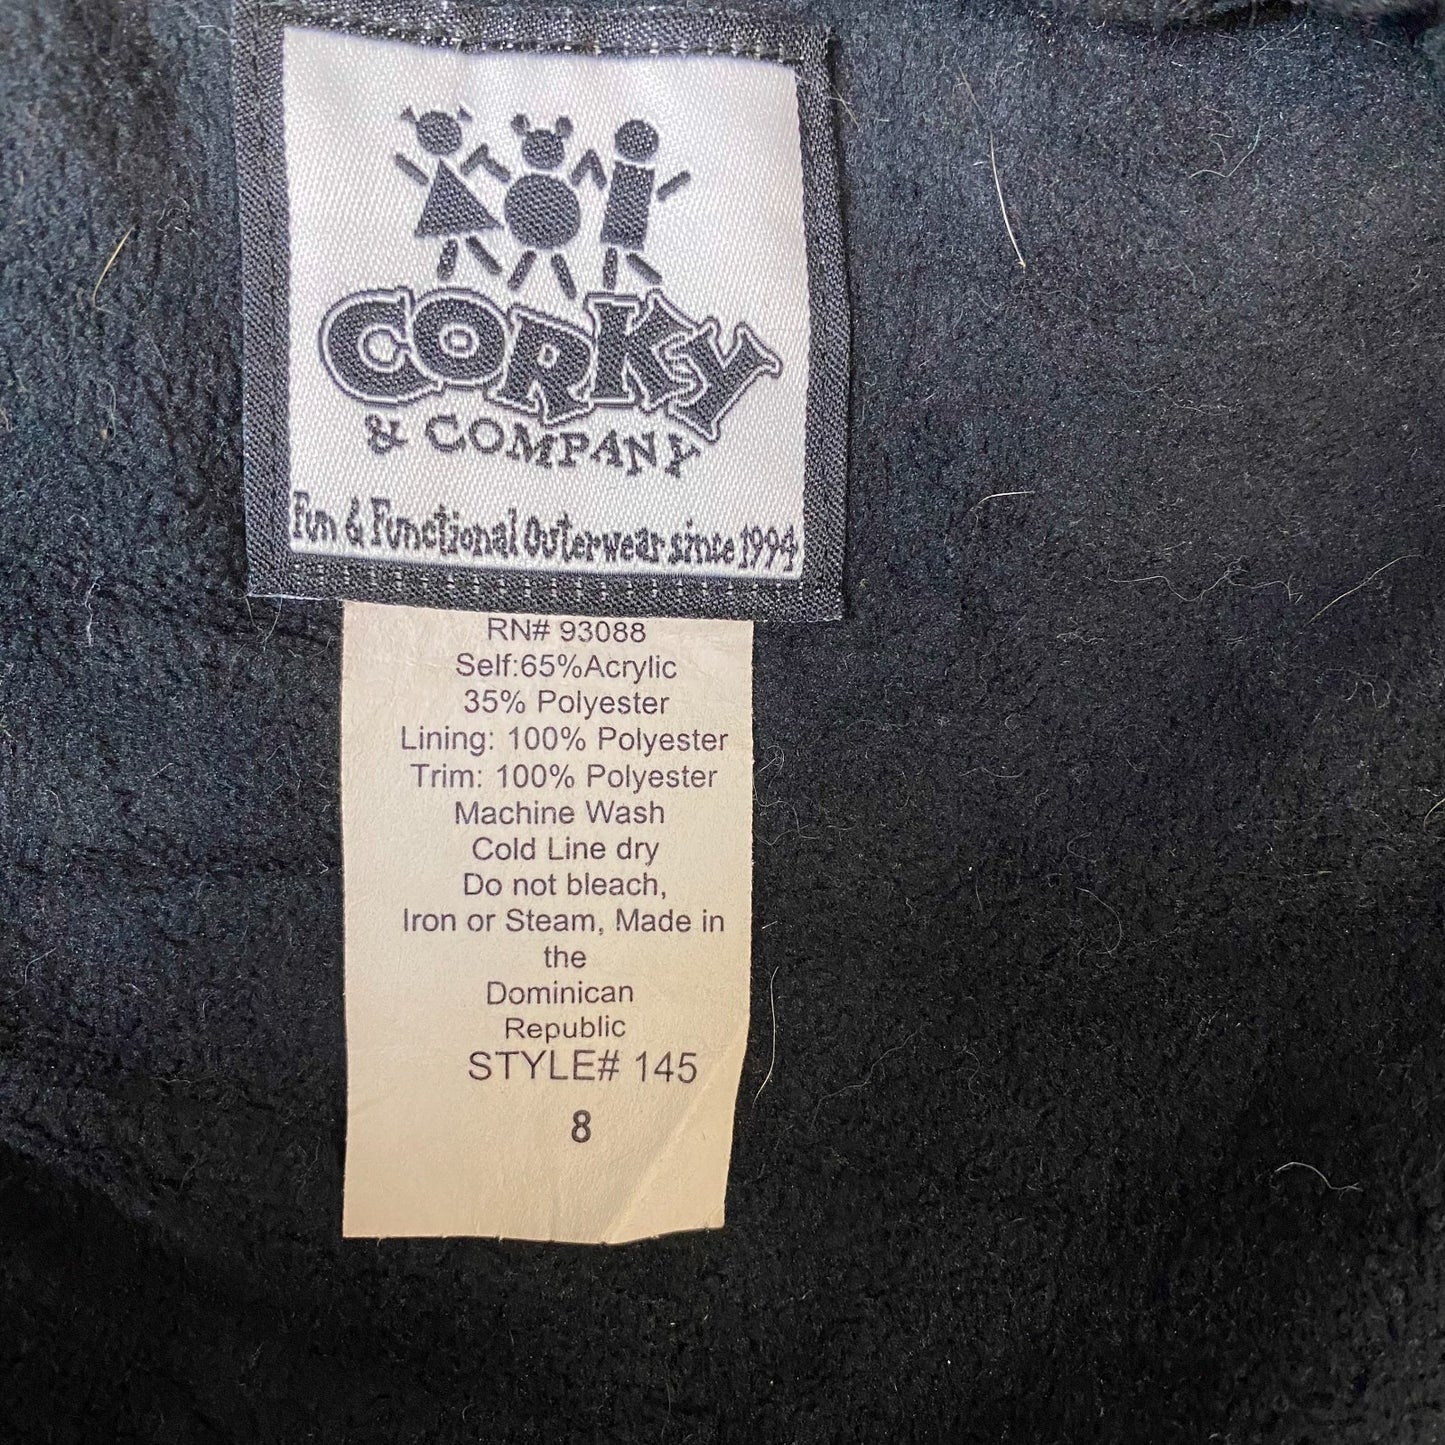 CORKY
& COMPANY
Fun & Functional Outerwear since 1994
RN# 93088
Self:65%Acrylic
35% Polyester
Lining: 100% Polyester
Trim: 100% Polyester
Machine Wash
Cold Line dry
Do not bleach,
Iron or Steam, Made in
the
Dominican
Republic
STYLE# 145
8